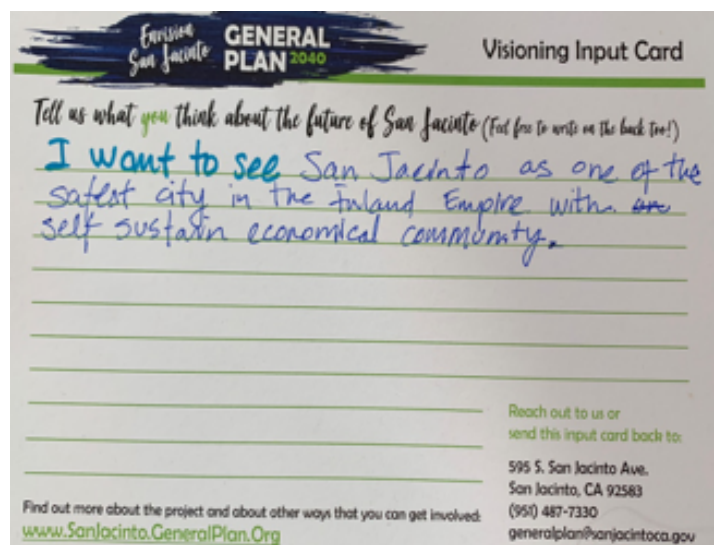 Envision
San Jacinto
GENERAL
PLAN 2040
Visioning Input Card
Tell us what you think about the future of San Jacinto (Feel free to write on the back too!)
I want to see San Jacinto as one of the
safest city in the Inland Empire with an
self sustain economical community.
Reach out to us or
send this input card back to:
595 S. San Jacinto Ave.
San Jacinto, CA 92583
(951) 487-7330
generalplan@sanjacintoca.gov
Find out more about the project and about other ways that you can get involved:
www.SanJacinto.GeneralPlan.Org